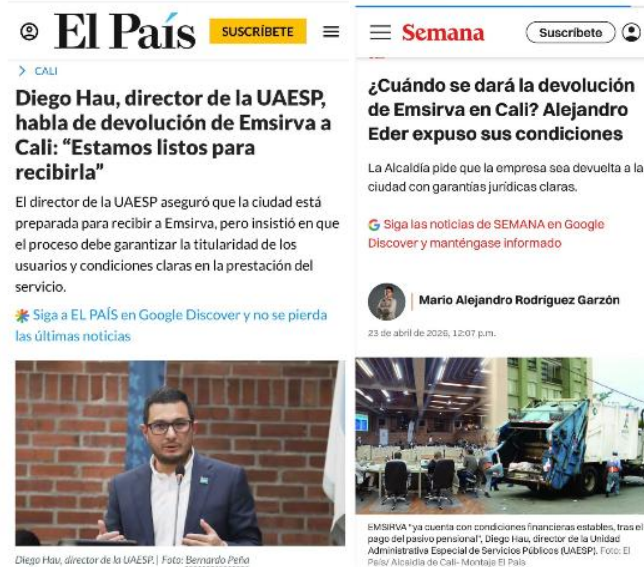 El País
SUSCRÍBETE
> CALI
Diego Hau, director de la UAESP,
habla de devolución de Emsirva a
Cali: “Estamos listos para
recibirla”
El director de la UAESP aseguró que la ciudad está
preparada para recibir a Emsirva, pero insistió en que
el proceso debe garantizar la titularidad de los
usuarios y condiciones claras en la prestación del
servicio.
Siga a EL PAÍS en Google Discover y no se pierda
las últimas noticias
Diego Hau, director de la UAESP. | Foto: Bernardo Peña
Semana
Suscríbete
¿Cuándo se dará la devolución
de Emsirva en Cali? Alejandro
Eder expuso sus condiciones
La Alcaldía pide que la empresa sea devuelta a la
ciudad con garantías jurídicas claras.
Siga las noticias de SEMANA en Google
Discover y manténgase informado
Mario Alejandro Rodríguez Garzón
23 de abril de 2026, 12:07 p.m.
EMSIRVA "ya cuenta con condiciones financieras estables, tras el
pago del pasivo pensional", Diego Hau, director de la Unidad
Administrativa Especial de Servicios Públicos (UAESP). Foto: El
País/ Alcaldía de Cali- Montaje El País